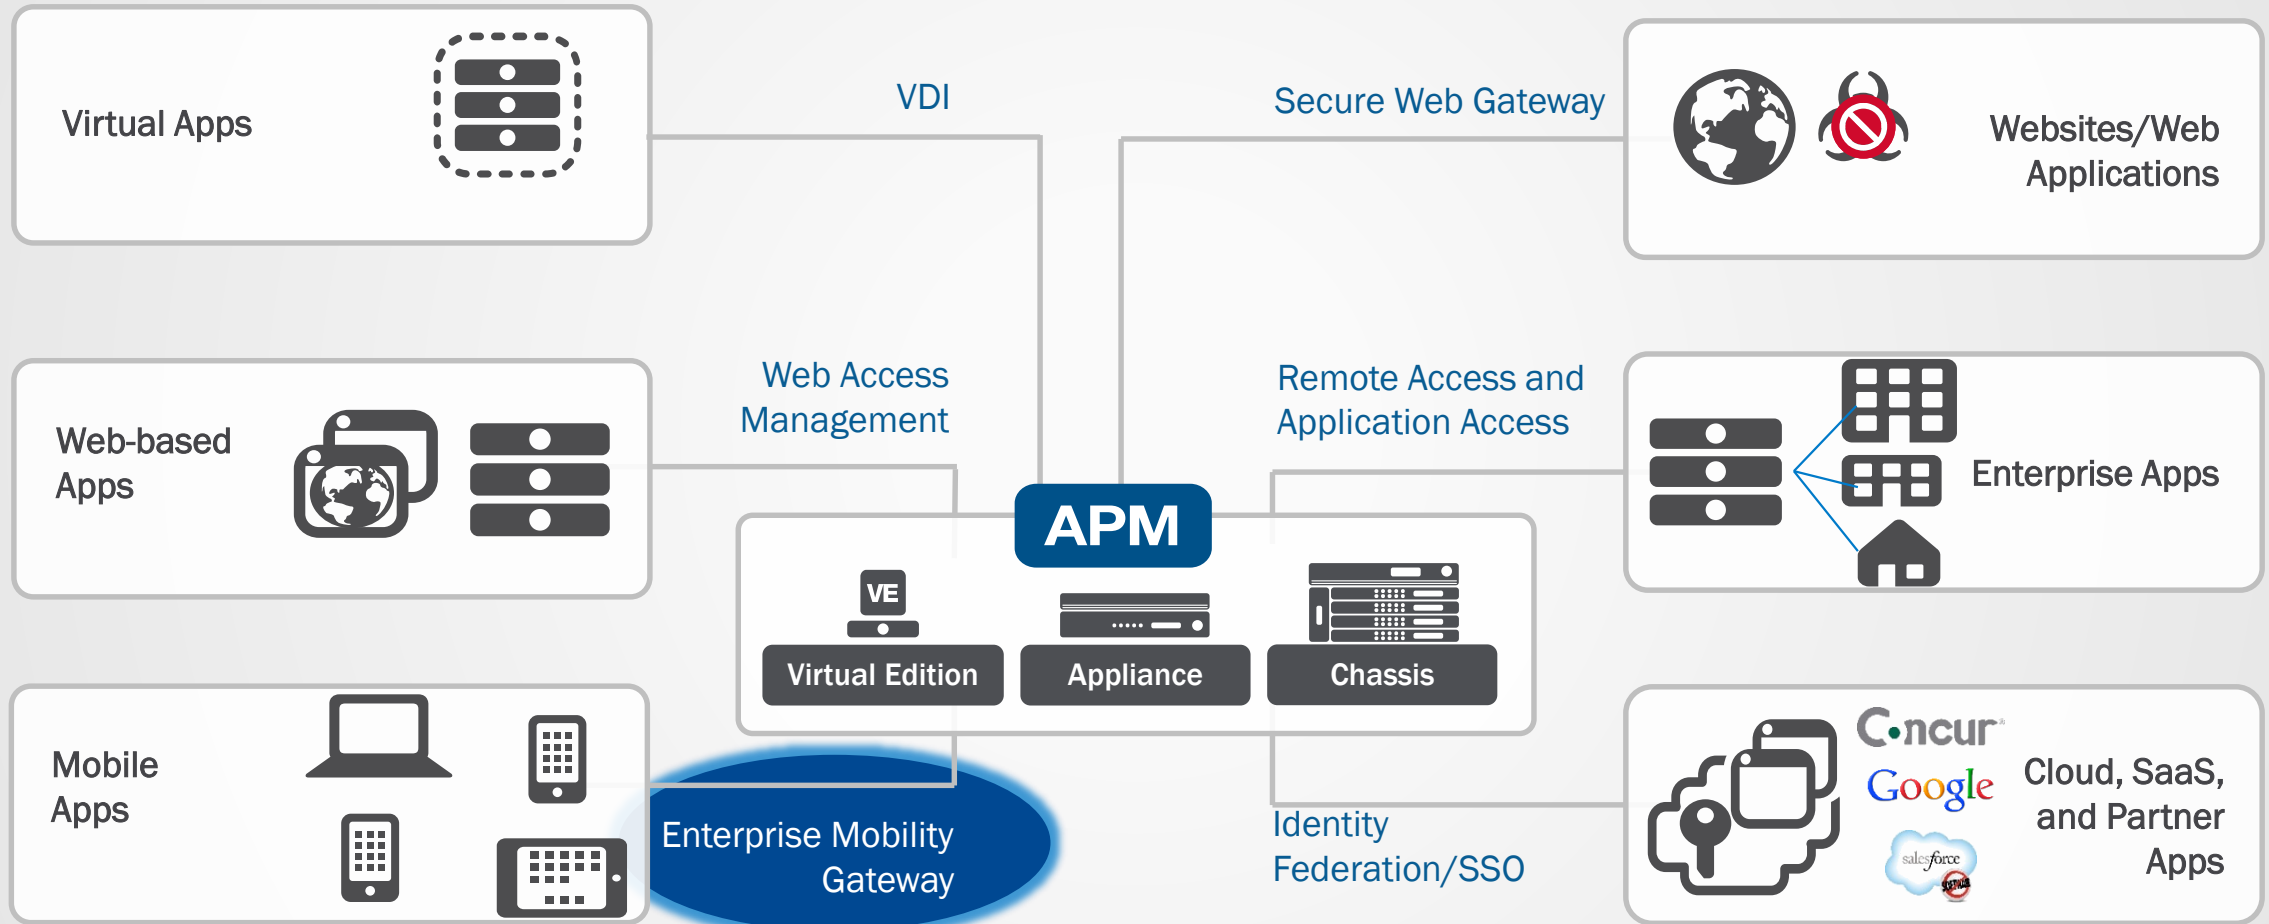 Virtual Apps
VDI
Secure Web Gateway
Websites/Web
Applications
Web-based
Apps
Web Access
Management
Remote Access and
Application Access
Enterprise Apps
APM
VE
Virtual Edition
Appliance
Chassis
Mobile
Apps
Enterprise Mobility
Gateway
Identity
Federation/SSO
Concur
Google
salesforce
SOFTWARE
Cloud, SaaS,
and Partner
Apps